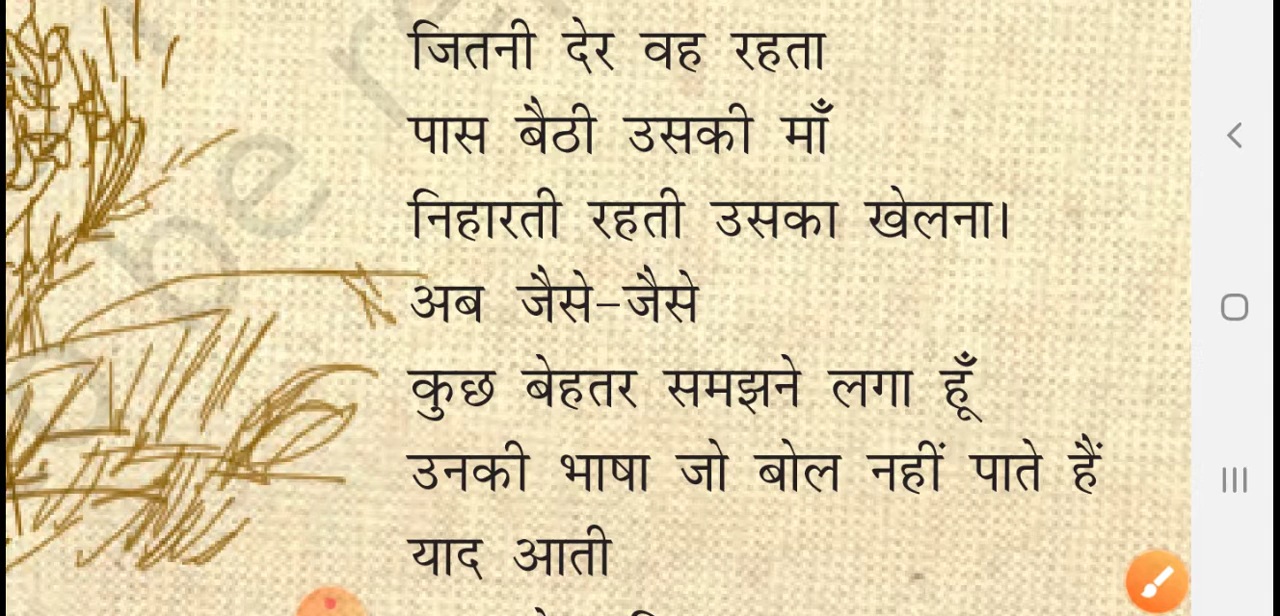 जितनी देर वह रहता
पास बैठी उसकी माँ
निहारती रहती उसका खेलना।
अब जैसे-जैसे
कुछ बेहतर समझने लगा हूँ
उनकी भाषा जो बोल नहीं पाते हैं
याद आती